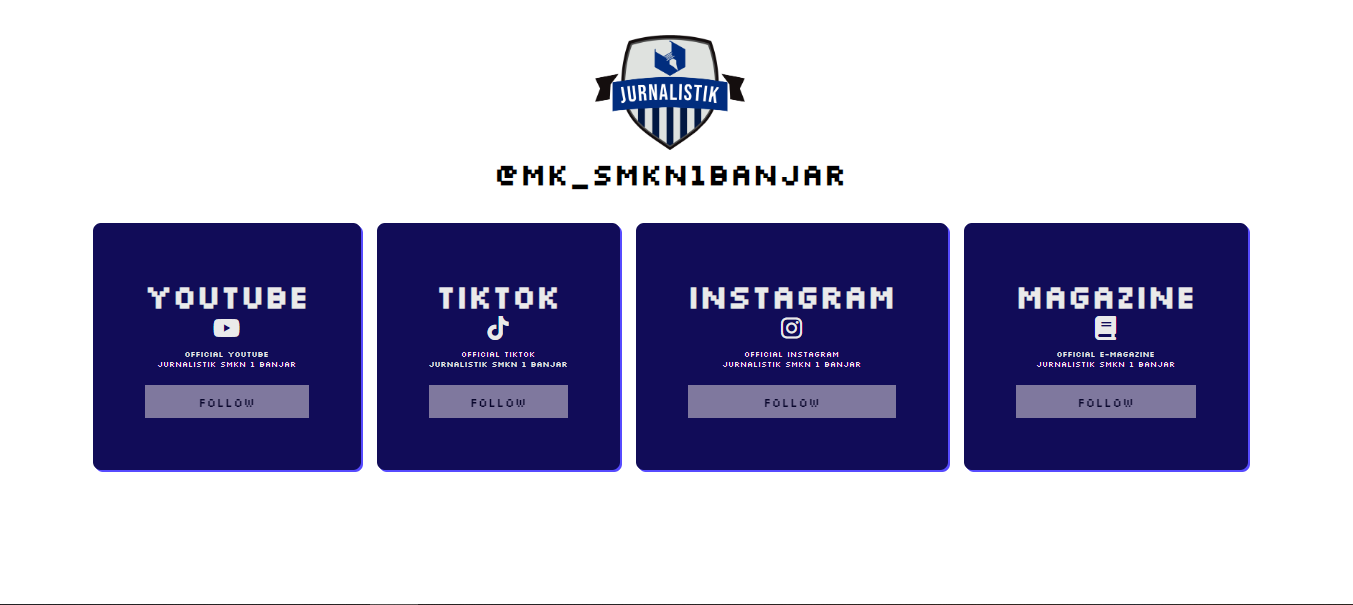 JURNALISTIK
@MK_SMKN1BANJAR
YOUTUBE
OFFICIAL YOUTUBE
JURNALISTIK SMKN 1 BANJAR
FOLLOW
TIKTOK
OFFICIAL TIKTOK
JURNALISTIK SMKN 1 BANJAR
FOLLOW
INSTAGRAM
OFFICIAL INSTAGRAM
JURNALISTIK SMKN 1 BANJAR
FOLLOW
MAGAZINE
OFFICIAL E-MAGAZINE
JURNALISTIK SMKN 1 BANJAR
FOLLOW